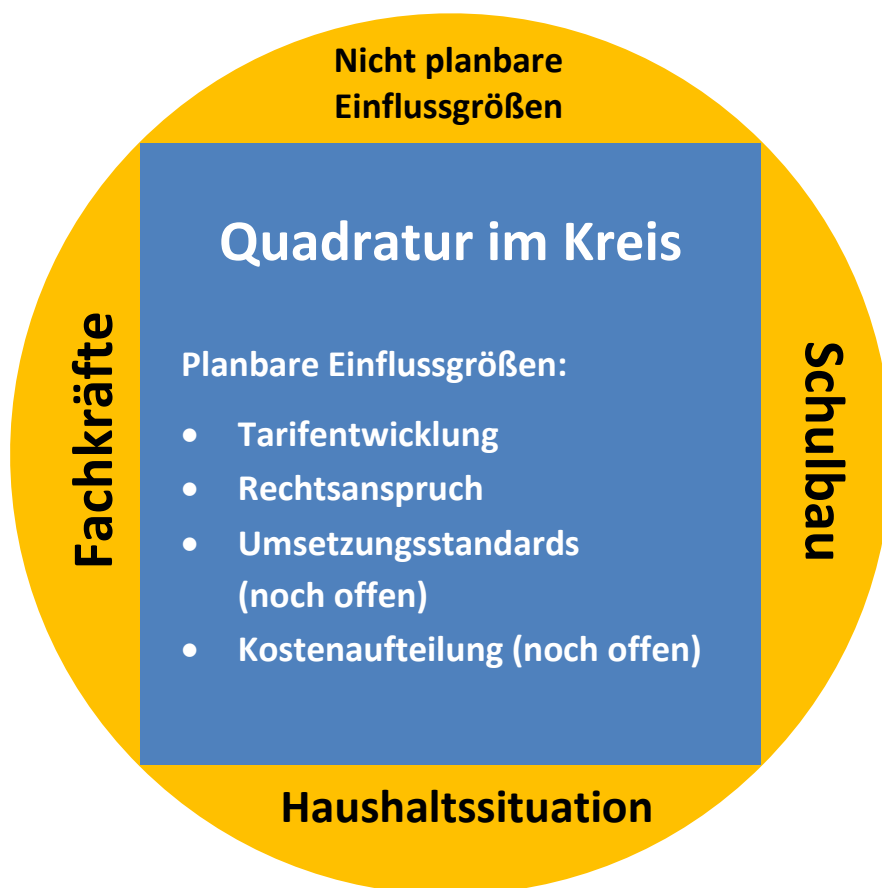 Nicht planbare
Einflussgrößen
Quadratur im Kreis
Fachkräfte
Schulbau
Planbare Einflussgrößen:
• Tarifentwicklung
• Rechtsanspruch
• Umsetzungsstandards
(noch offen)
• Kostenaufteilung (noch offen)
Haushaltssituation